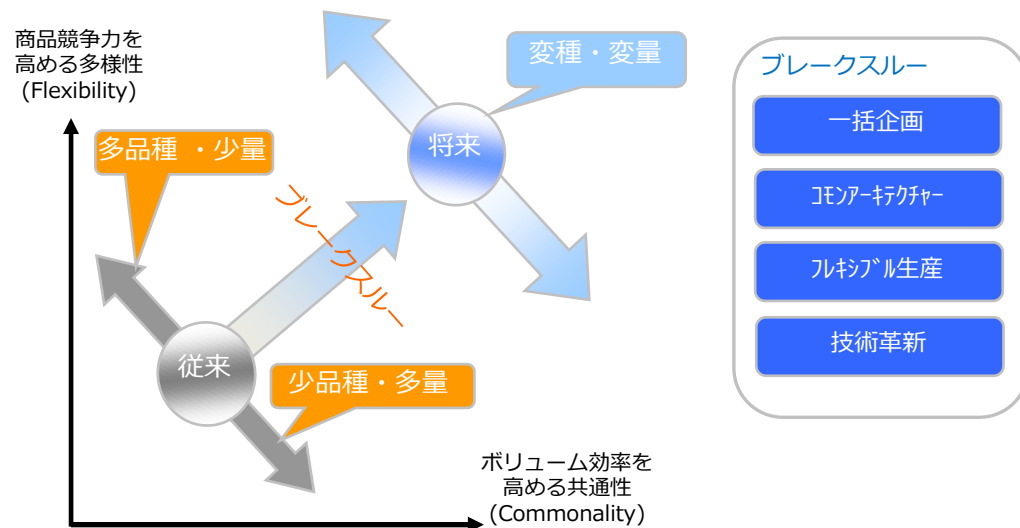 商品競争力を
高める多様性
(Flexibility)
多品種 ・少量
変種・変量
将来
ブレークスルー
従来
少品種・多量
ボリューム効率を
高める共通性
(Commonality)
ブレークスルー
一括企画
ｺﾓﾝｱｰｷﾃｸﾁｬｰ
ﾌﾚｷｼﾌﾞﾙ生産
技術革新